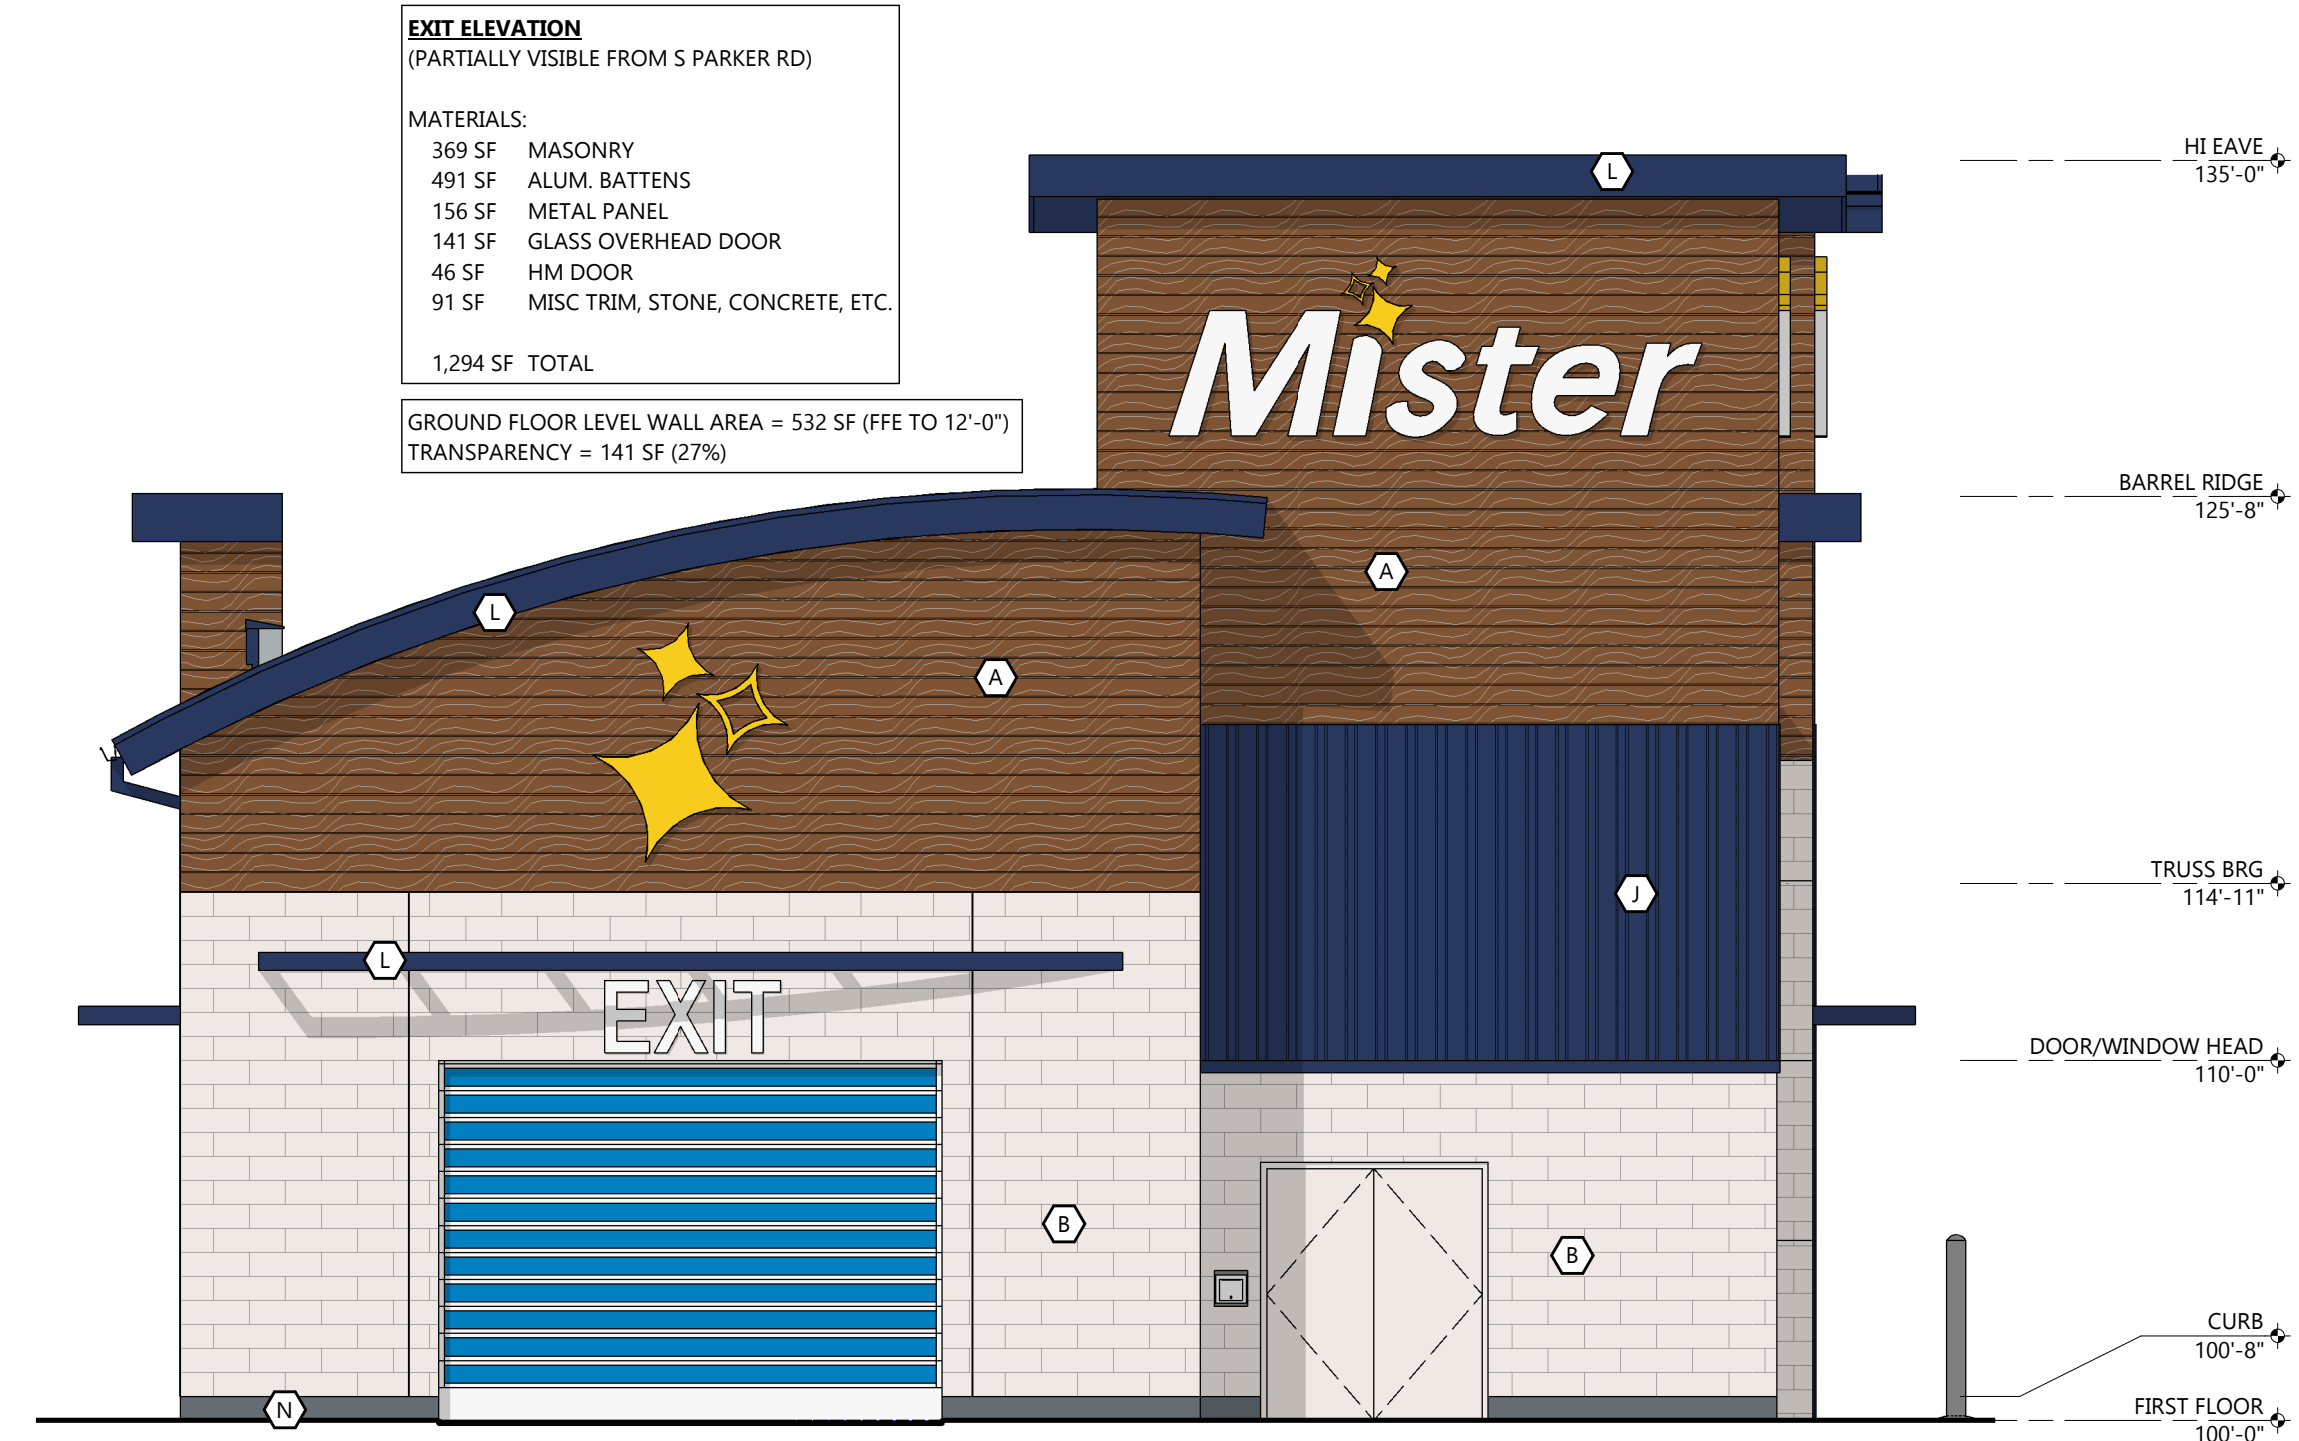 EXIT ELEVATION
(PARTIALLY VISIBLE FROM S PARKER RD)
MATERIALS:
369 SF MASONRY
491 SF ALUM. BATTENS
156 SF METAL PANEL
141 SF GLASS OVERHEAD DOOR
46 SF HM DOOR
91 SF MISC TRIM, STONE, CONCRETE, ETC.
1,294 SF TOTAL
GROUND FLOOR LEVEL WALL AREA = 532 SF (FFE TO 12'-0")
TRANSPARENCY = 141 SF (27%)
HI EAVE
135'-0"
L
Mister
BARREL RIDGE
125'-8"
A
L
A
TRUSS BRG
114'-11"
J
L
EXIT
DOOR/WINDOW HEAD
110'-0"
B
B
CURB
100'-8"
N
FIRST FLOOR
100'-0"